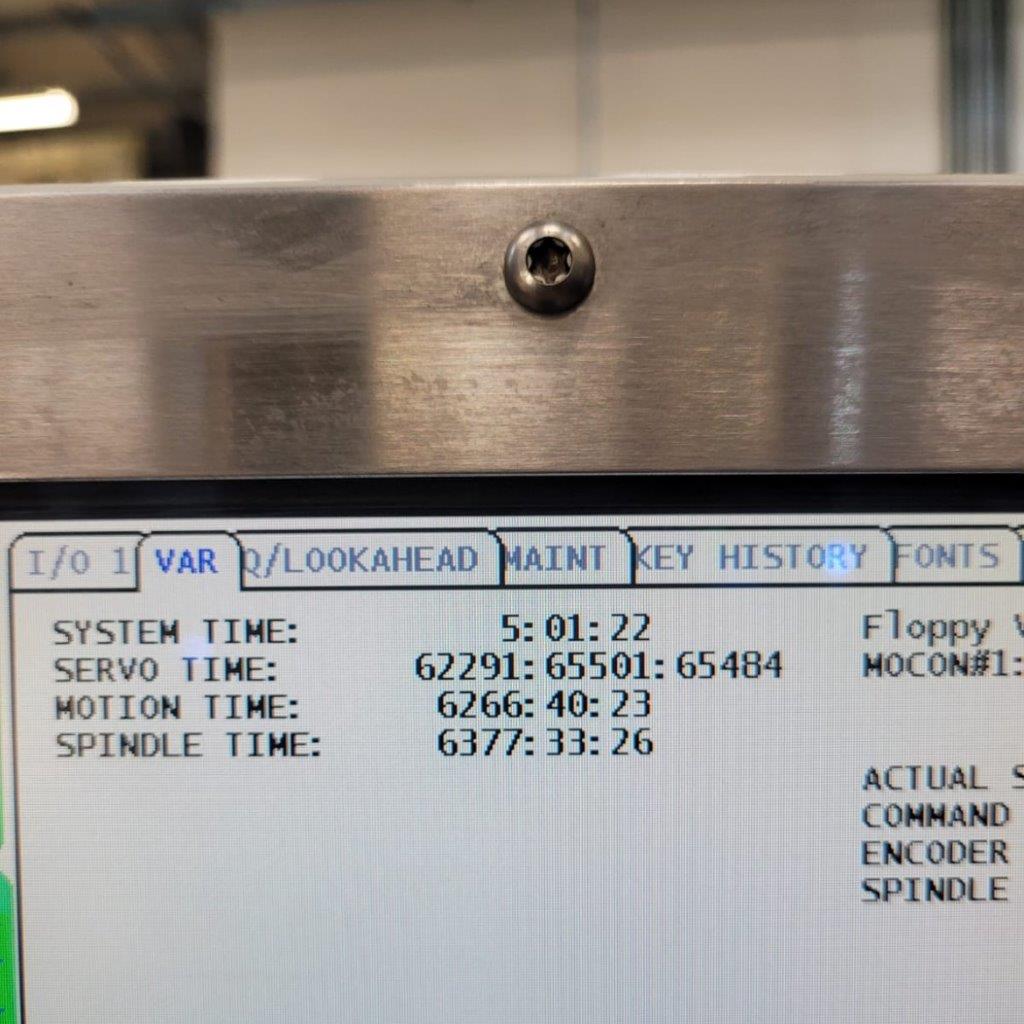 I/O 1 VAR Q/LOOKAHEAD MAINT KEY HISTORY FONTS
SYSTEM TIME: 5: 01: 22 Floppy
SERVO TIME: 62291: 65501: 65484 MOCON#1:
MOTION TIME: 6266: 40: 23
SPINDLE TIME: 6377: 33: 26
ACTUAL S
COMMAND
ENCODER
SPINDLE